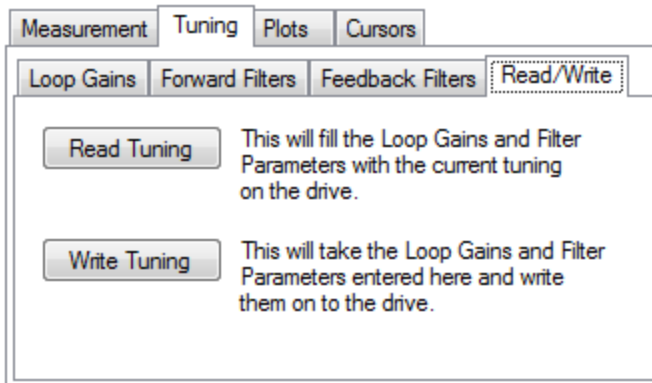 Measurement Tuning Plots Cursors
Loop Gains Forward Filters Feedback Filters Read/Write
Read Tuning
This will fill the Loop Gains and Filter
Parameters with the current tuning
on the drive.
Write Tuning
This will take the Loop Gains and Filter
Parameters entered here and write
them on to the drive.